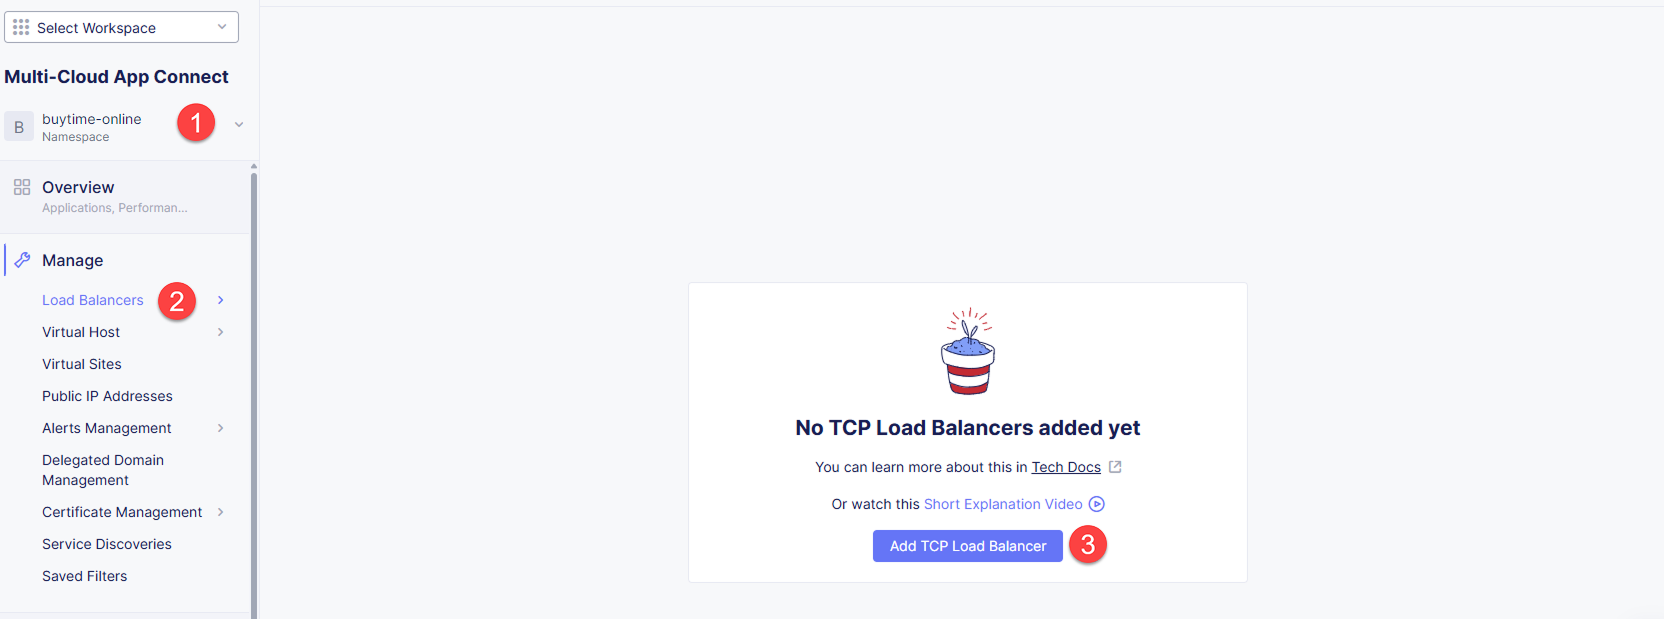 Select Workspace
Multi-Cloud App Connect
B
buytime-online
Namespace
1
Overview
Applications, Performan...
Manage
Load Balancers
2
Virtual Host
Virtual Sites
Public IP Addresses
Alerts Management
Delegated Domain
Management
Certificate Management
Service Discoveries
Saved Filters
No TCP Load Balancers added yet
You can learn more about this in Tech Docs
Or watch this Short Explanation Video
Add TCP Load Balancer
3